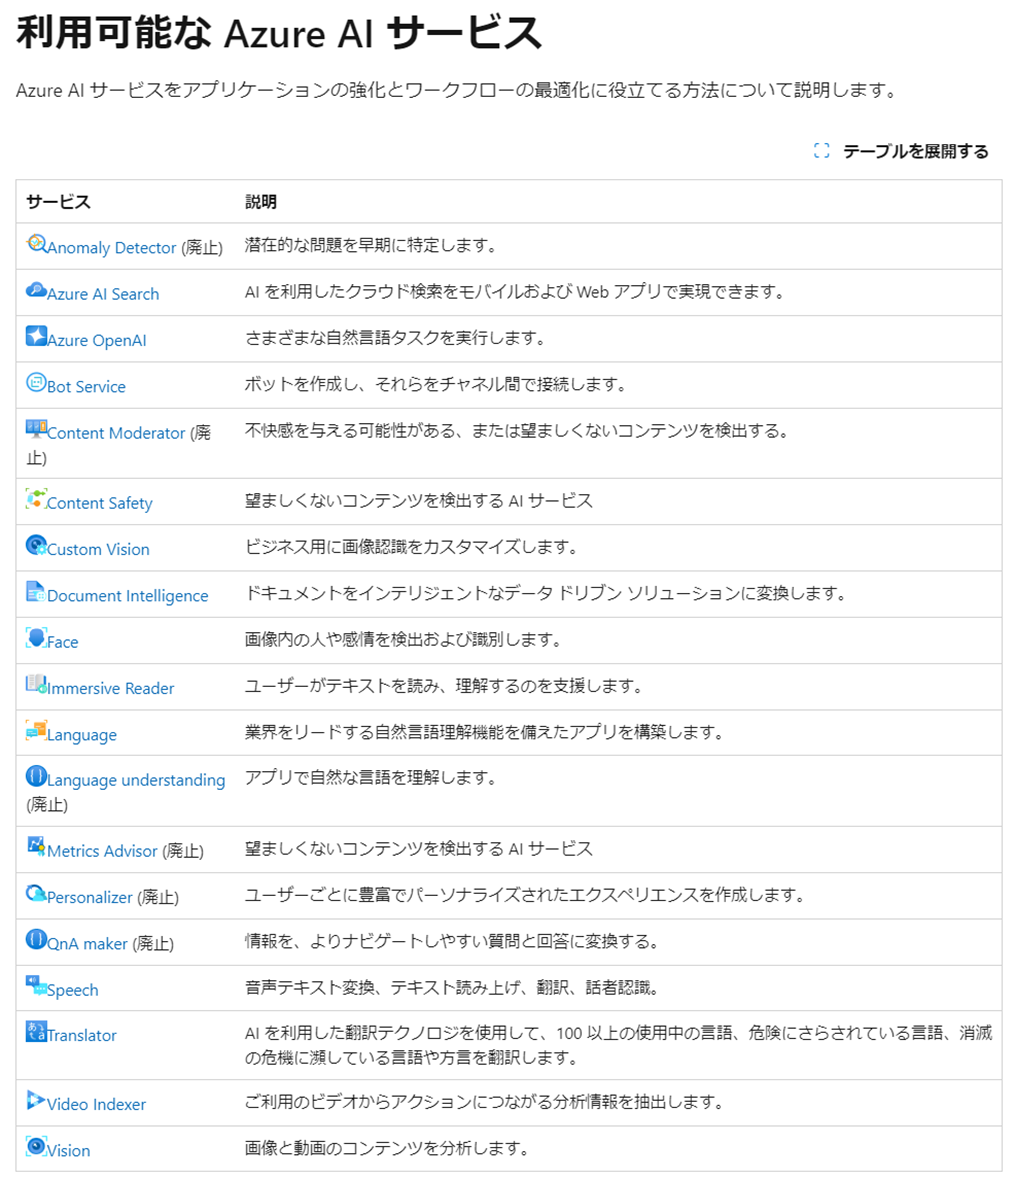 利用可能な Azure AI サービス
Azure AI サービスをアプリケーションの強化とワークフローの最適化に役立てる方法について説明します。
テーブルを展開する
サービス 説明
Anomaly Detector (廃止) 潜在的な問題を早期に特定します。
Azure AI Search AI を利用したクラウド検索をモバイルおよび Web アプリで実現できます。
Azure OpenAI さまざまな自然言語タスクを実行します。
Bot Service ボットを作成し、それらをチャネル間で接続します。
Content Moderator (廃
止)
不快感を与える可能性がある、または望ましくないコンテンツを検出する。
Content Safety 望ましくないコンテンツを検出する AI サービス
Custom Vision ビジネス用に画像認識をカスタマイズします。
Document Intelligence ドキュメントをインテリジェントなデータ ドリブン ソリューションに変換します。
Face 画像内の人や感情を検出および識別します。
Immersive Reader ユーザーがテキストを読み、理解するのを支援します。
Language 業界をリードする自然言語理解機能を備えたアプリを構築します。
Language understanding
(廃止)
アプリで自然な言語を理解します。
Metrics Advisor (廃止) 望ましくないコンテンツを検出する AI サービス
Personalizer (廃止) ユーザーごとに豊富でパーソナライズされたエクスペリエンスを作成します。
QnA maker (廃止) 情報を、よりナビゲートしやすい質問と回答に変換する。
Speech 音声テキスト変換、テキスト読み上げ、翻訳、話者認識。
Translator AI を利用した翻訳テクノロジを使用して、100 以上の使用中の言語、危険にさらされている言語、消滅
の危機に瀕している言語や方言を翻訳します。
Video Indexer ご利用のビデオからアクションにつながる分析情報を抽出します。
Vision 画像と動画のコンテンツを分析します。